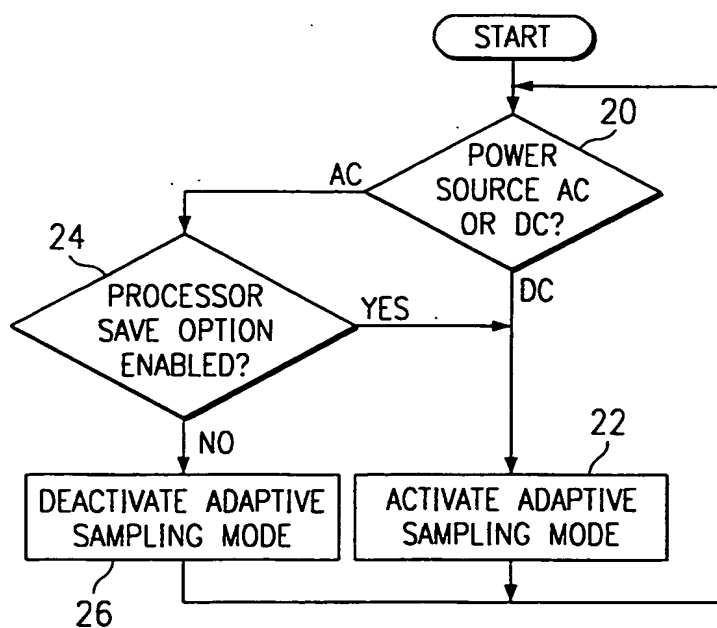 START
20
POWER
SOURCE AC
OR DC?
AC
DC
24
PROCESSOR
SAVE OPTION
ENABLED?
YES
NO
22
DEACTIVATE ADAPTIVE
SAMPLING MODE
ACTIVATE ADAPTIVE
SAMPLING MODE
26